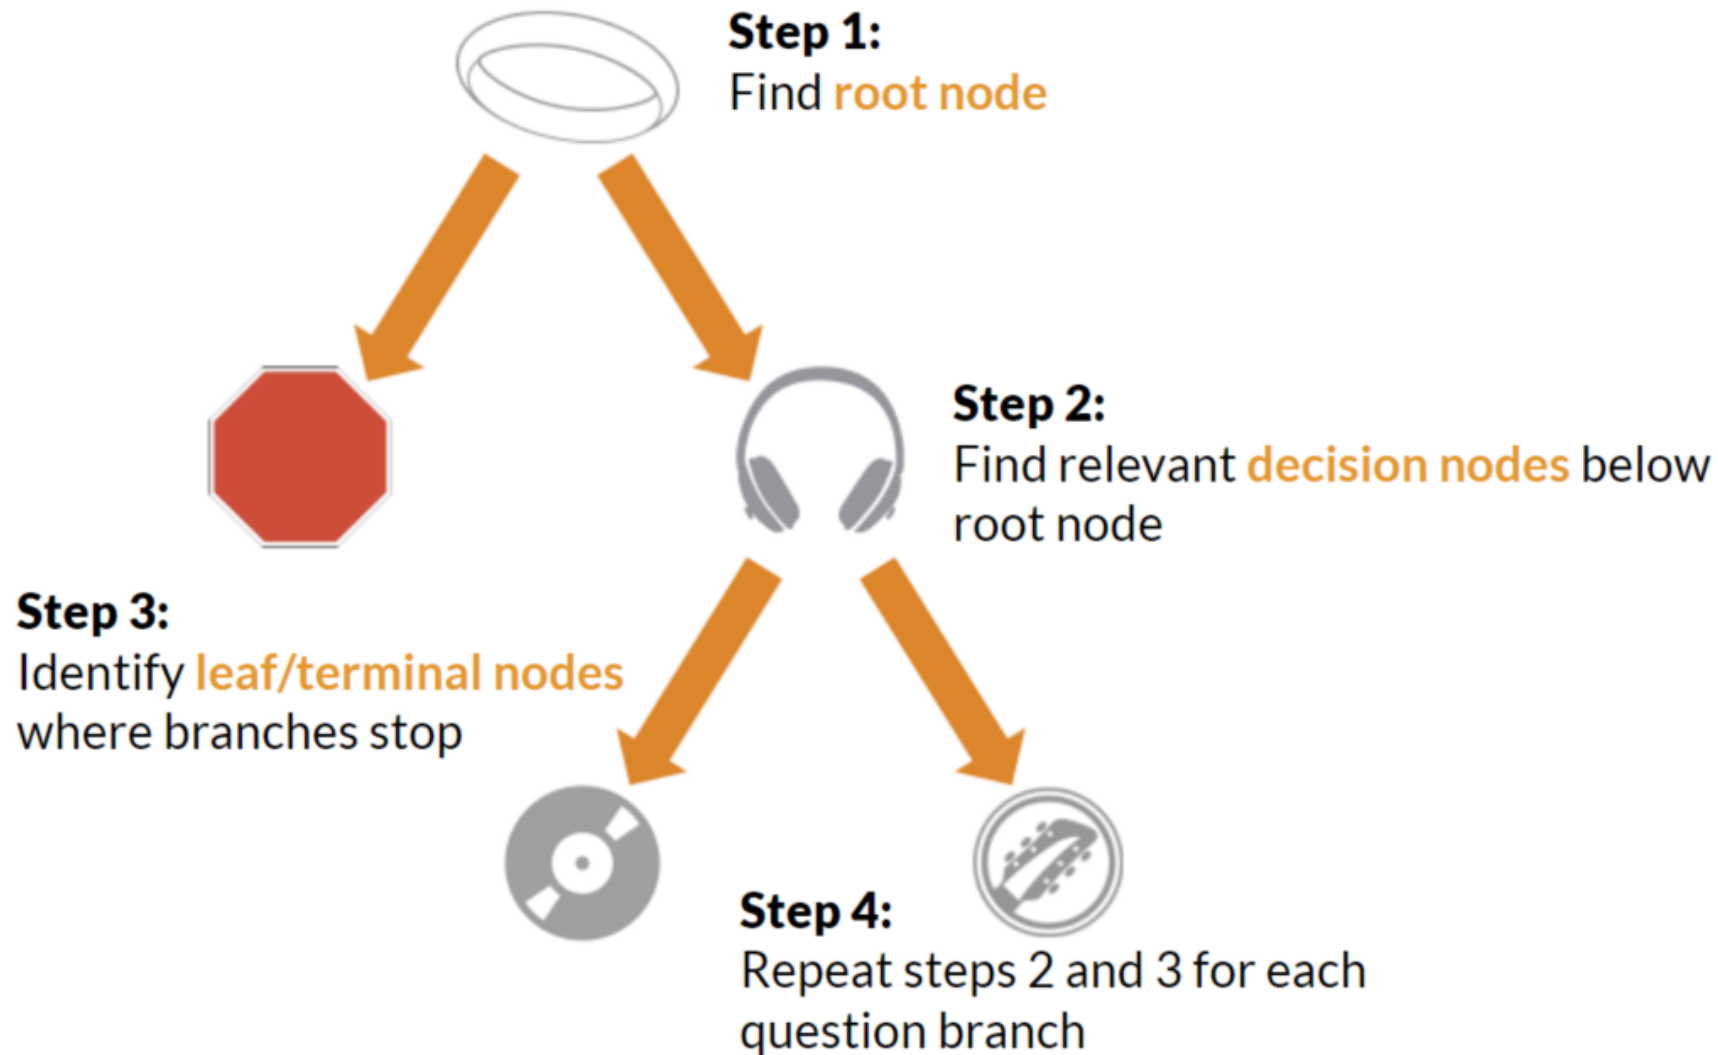 Step 1:
Find root node
Step 2:
Find relevant decision nodes below
root node
Step 3:
Identify leaf/terminal nodes
where branches stop
Step 4:
Repeat steps 2 and 3 for each
question branch